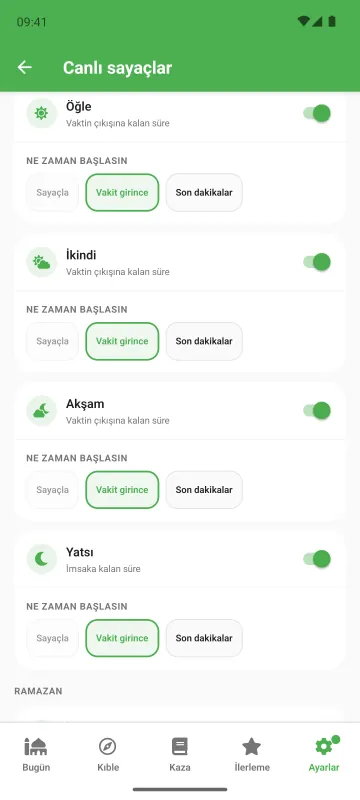 09:41
Canlı sayaçlar
Öğle
Vaktin çıkışına kalan süre
NE ZAMAN BAŞLASIN
Sayaçla
Vakit girince
Son dakikalar
İkindi
Vaktin çıkışına kalan süre
NE ZAMAN BAŞLASIN
Sayaçla
Vakit girince
Son dakikalar
Akşam
Vaktin çıkışına kalan süre
NE ZAMAN BAŞLASIN
Sayaçla
Vakit girince
Son dakikalar
Yatsı
İmsaka kalan süre
NE ZAMAN BAŞLASIN
Sayaçla
Vakit girince
Son dakikalar
RAMAZAN
Bugün
Kıble
Kaza
İlerleme
Ayarlar